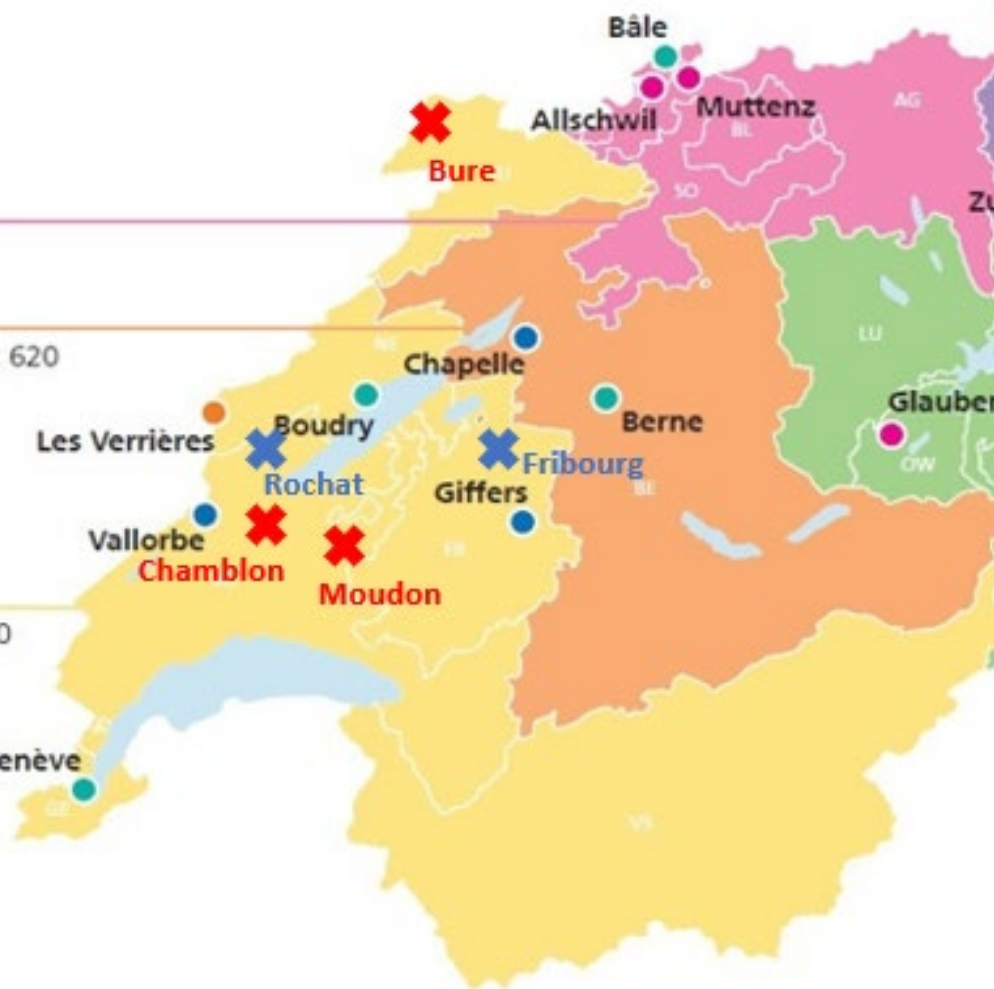 Bâle
Allschwil
Muttenz
AG
BL
Bure
SO
Zu
620
NE
Chapelle
LU
Les Verrières
Boudry
Berne
Glauben
Rochat
Fribourg
Giffers
BE
OW
Vallorbe
FR
Chamblon
Moudon
0
enève
GE
VS